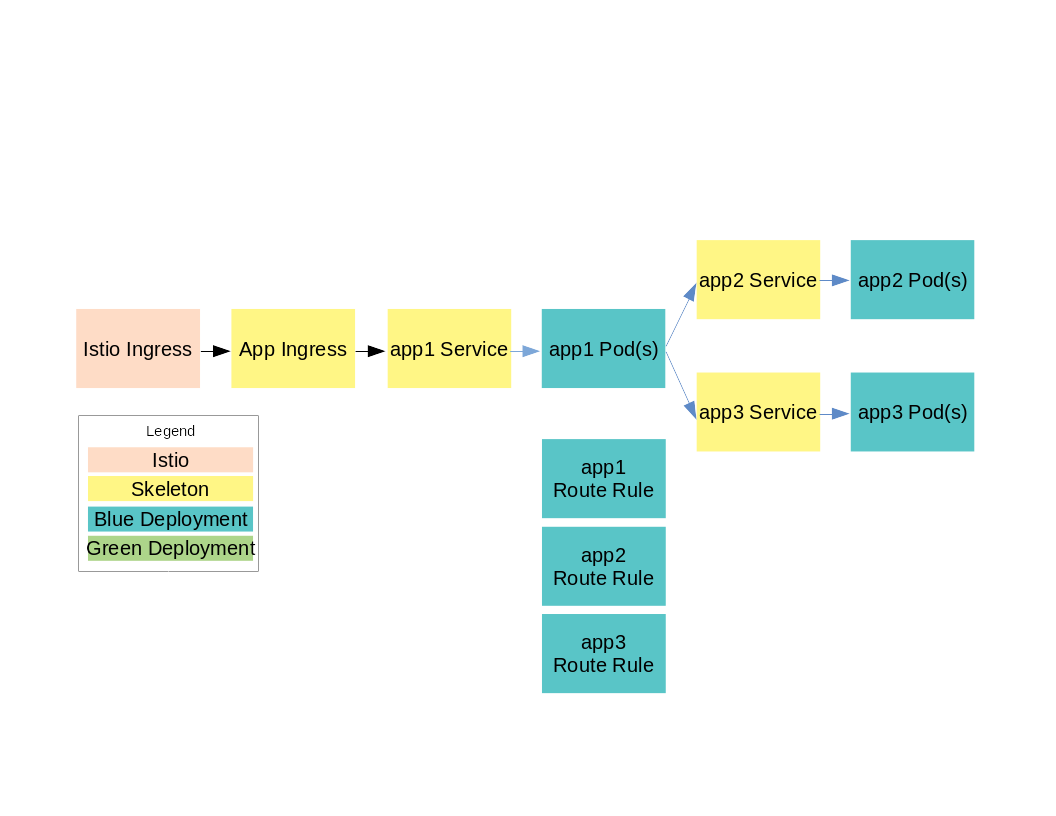 app2 Service
app2 Pod(s)
Istio Ingress
App Ingress
app1 Service
app1 Pod(s)
app3 Service
app3 Pod(s)
Legend
Istio
Skeleton
Blue Deployment
Green Deployment
app1
Route Rule
app2
Route Rule
app3
Route Rule